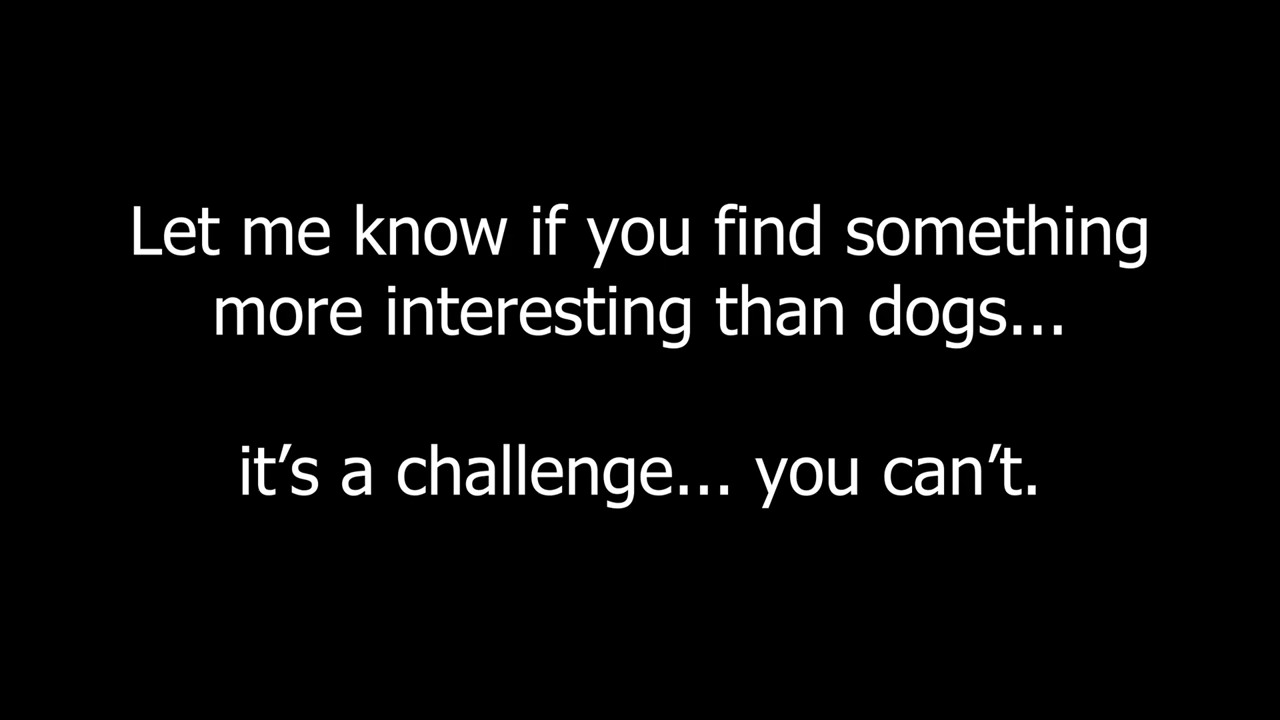 Let me know if you find something
more interesting than dogs...
it’s a challenge... you can’t.